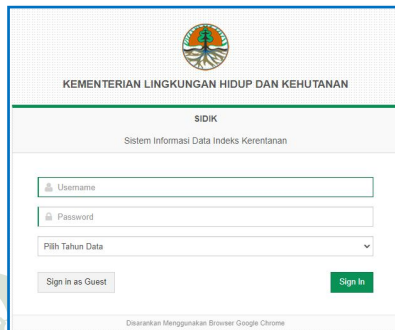 KEMENTERIAN LINGKUNGAN HIDUP DAN KEHUTANAN
SIDIK
Sistem Informasi Data Indeks Kerentanan
Username
Password
Pilih Tahun Data
Sign in as Guest
Sign In
Disarankan Menggunakan Browser Google Chrome